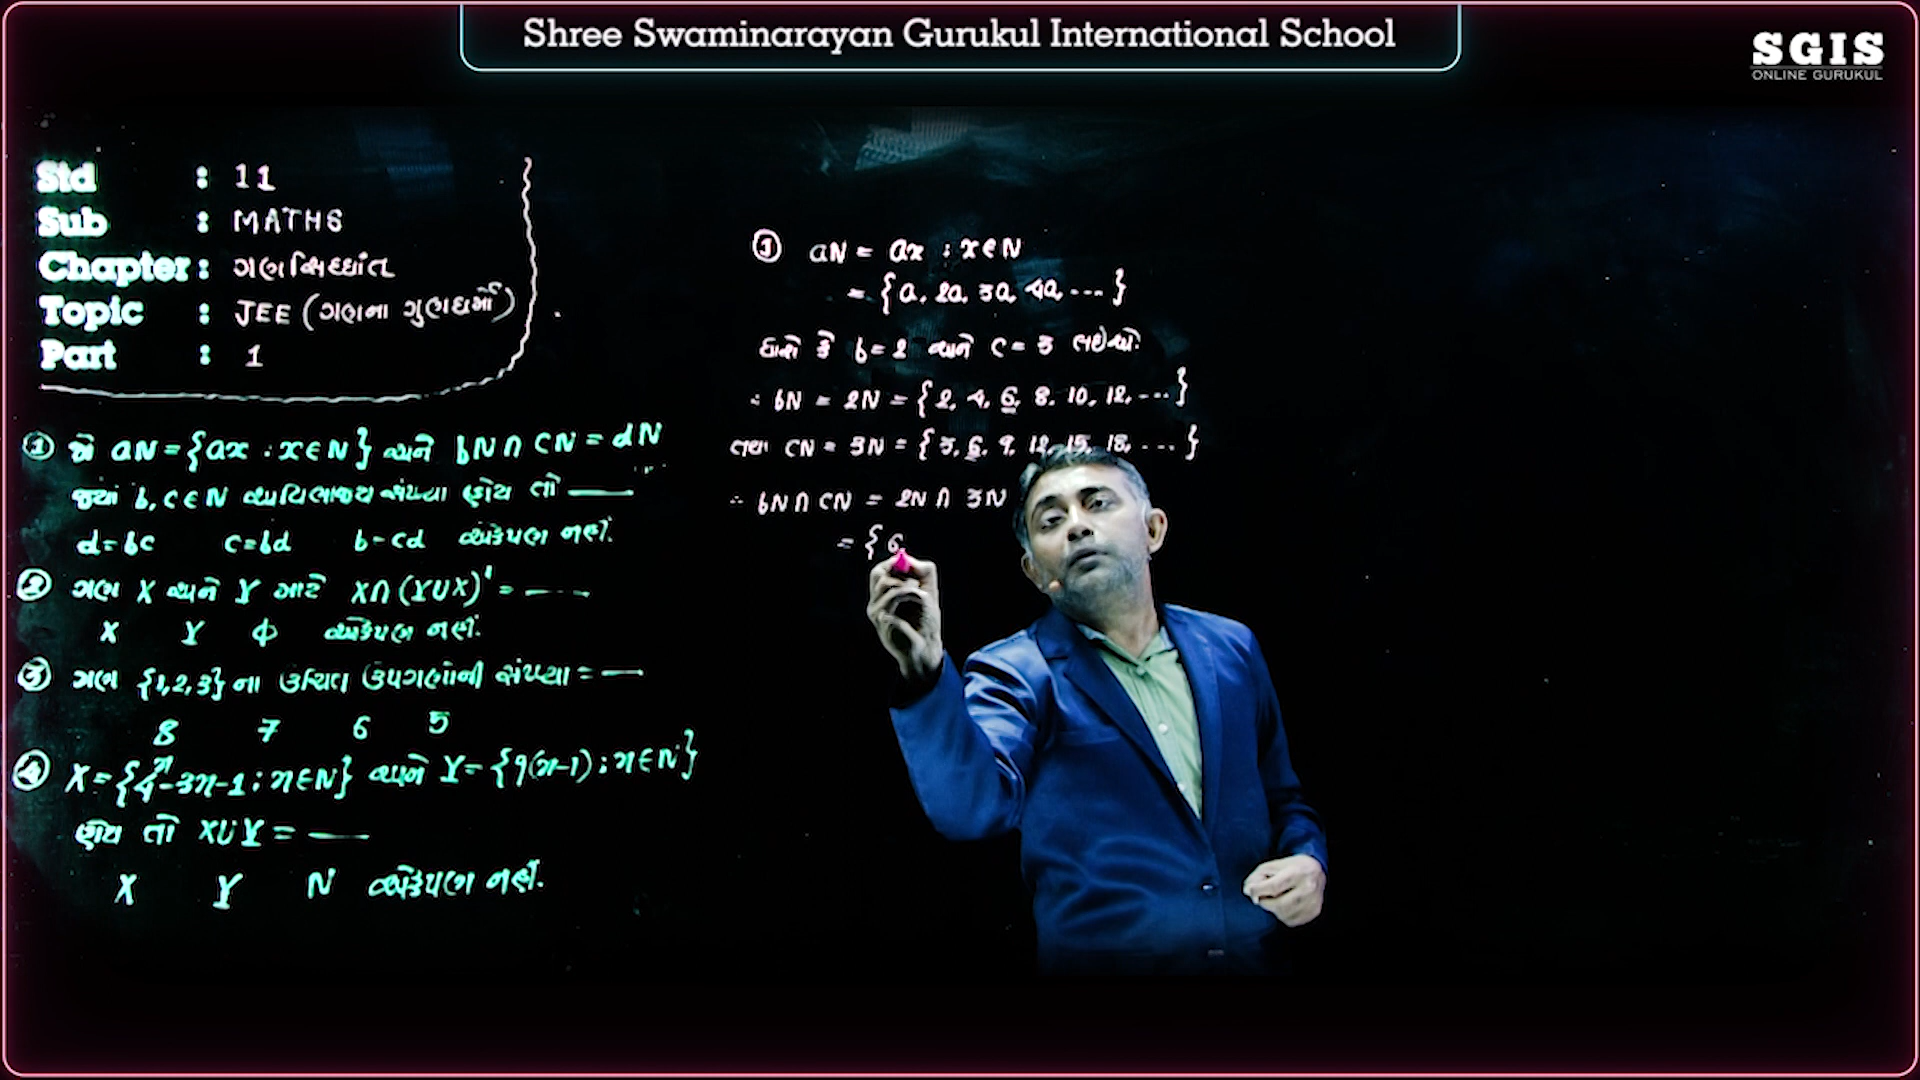 Shree Swaminarayan Gurukul International School
SGIS
ONLINE GURUKUL
Std : 11
Sub : MATHS
Chapter : ગણસિદ્ધાંત
Topic : JEE (ગણના ગુણધર્મો)
Part : 1
① જો aN = {ax : x ∈ N} અને bN ∩ CN = dN
જ્યાં b, c ∈ N અવિભાજ્ય સંખ્યા હોય તો ——
d = bc c = bd b = cd એકેપણ નહીં.
② ગણ X અને Y માટે X ∩ (Y ∪ X)' = ----
X Y ф એકેપણ નહીં.
③ ગણ {1, 2, 3} ના ઉચિત ઉપગણોની સંખ્યા = ——
8 7 6 5
④ X = {4ⁿ - 3n - 1 ; n ∈ N} અને Y = {9(n-1) ; n ∈ N}
હોય તો X ∪ Y = ——
X Y N એકેપણ નહીં.
① aN = ax : x ∈ N
= {a, 2a, 3a, 4a, ---}
ધારો કે b = 2 અને c = 3 લઈએ.
∴ bN = 2N = {2, 4, 6, 8, 10, 12, ---}
તથા CN = 3N = {3, 6, 9, 12, 15, 18, ---}
∴ bN ∩ CN = 2N ∩ 3N
= {6,